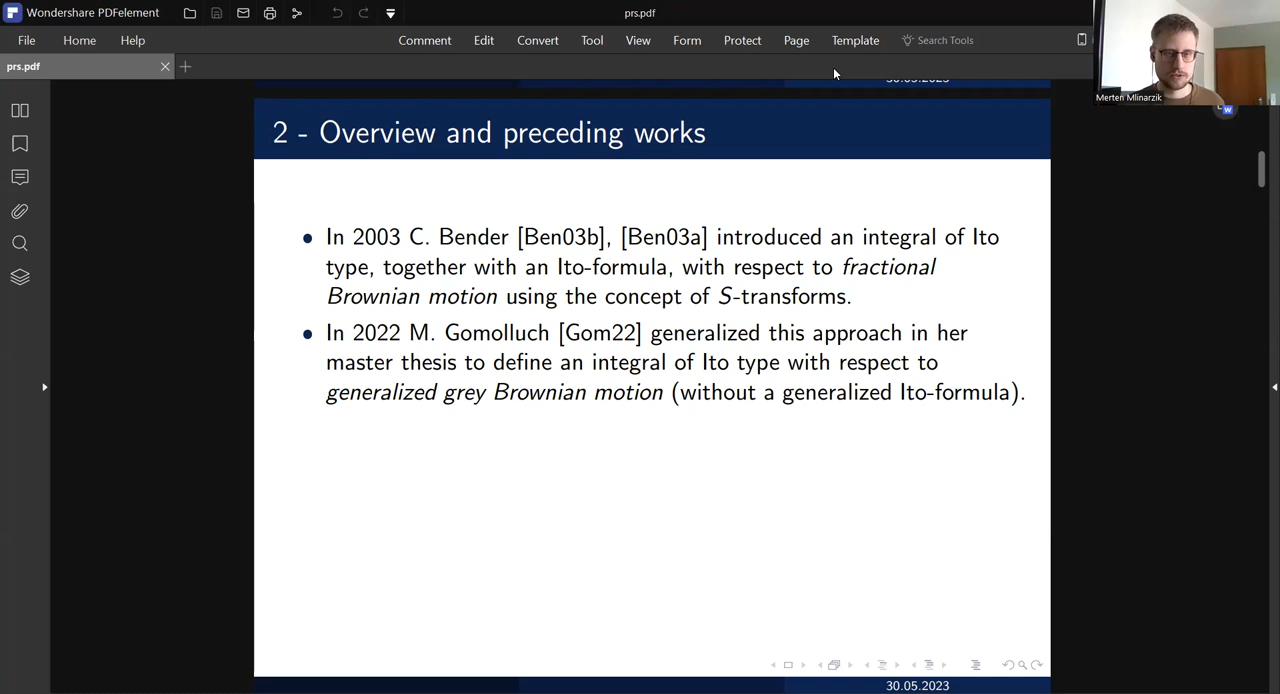 Wondershare PDFelement
prs.pdf
File Home Help Comment Edit Convert Tool View Form Protect Page Template Search Tools
prs.pdf
Merten Mlinarzik
30.05.2023
2 - Overview and preceding works
• In 2003 C. Bender [Ben03b], [Ben03a] introduced an integral of Ito
type, together with an Ito-formula, with respect to fractional
Brownian motion using the concept of S-transforms.
• In 2022 M. Gomolluch [Gom22] generalized this approach in her
master thesis to define an integral of Ito type with respect to
generalized grey Brownian motion (without a generalized Ito-formula).
30.05.2023